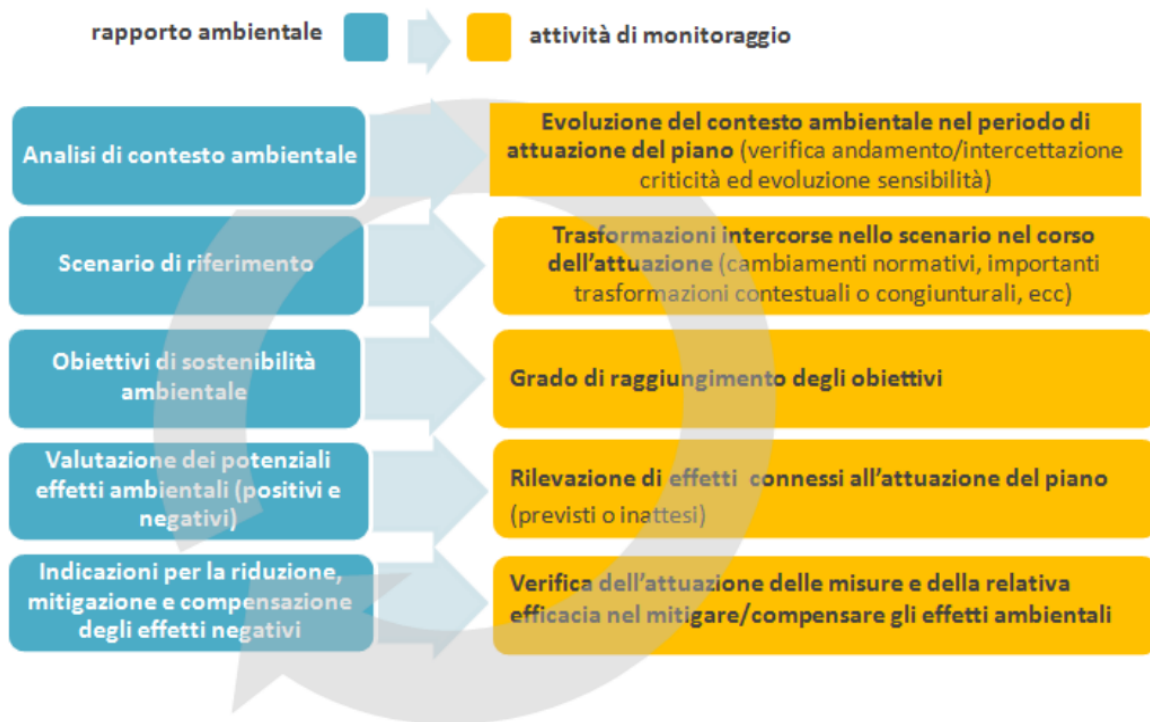 rapporto ambientale
attività di monitoraggio
Analisi di contesto ambientale
Evoluzione del contesto ambientale nel periodo di
attuazione del piano (verifica andamento/intercettazione
criticità ed evoluzione sensibilità)
Scenario di riferimento
Trasformazioni intercorse nello scenario nel corso
dell'attuazione (cambiamenti normativi, importanti
trasformazioni contestuali o congiunturali, ecc)
Obiettivi di sostenibilità
ambientale
Grado di raggiungimento degli obiettivi
Valutazione dei potenziali
effetti ambientali (positivi e
negativi)
Rilevazione di effetti connessi all'attuazione del piano
(previsti o inattesi)
Indicazioni per la riduzione,
mitigazione e compensazione
degli effetti negativi
Verifica dell'attuazione delle misure e della relativa
efficacia nel mitigare/compensare gli effetti ambientali